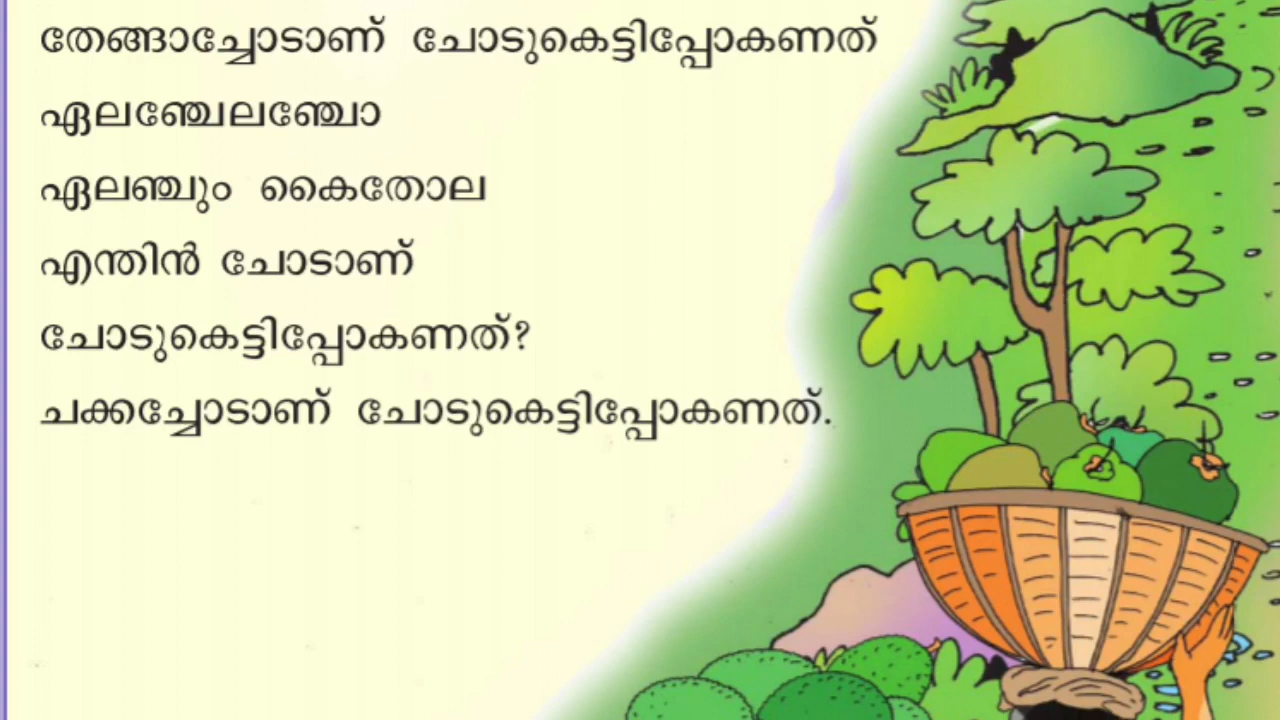 തേങ്ങാച്ചോടാണ് ചോടുകെട്ടിപ്പോകണത്
ഏലഞ്ചേലഞ്ചോ
ഏലഞ്ചും കൈതോല
എന്തിൻ ചോടാണ്
ചോടുകെട്ടിപ്പോകണത്?
ചക്കച്ചോടാണ് ചോടുകെട്ടിപ്പോകണത്.